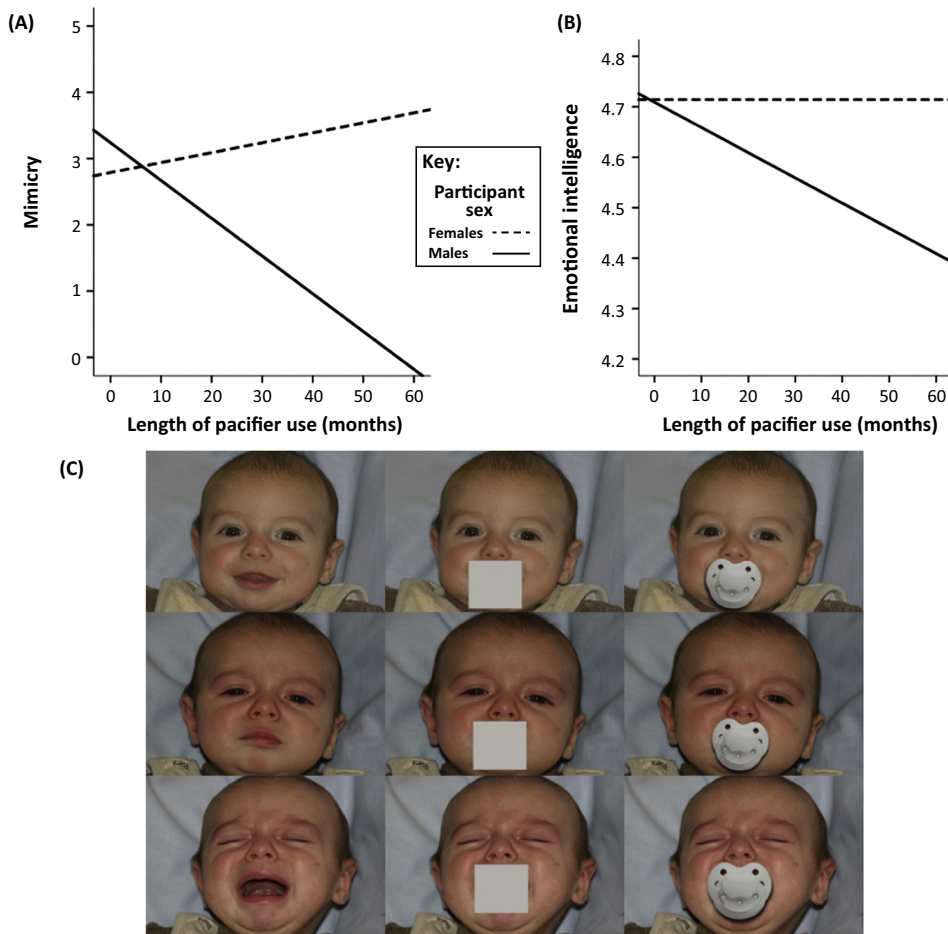 (A)
5
4
3
2
1
0
Mimicry
0 10 20 30 40 50 60
Length of pacifier use (months)
Key:
Participant
sex
Females
Males
(B)
4.8
4.7
4.6
4.5
4.4
4.3
4.2
Emotional intelligence
0 10 20 30 40 50 60
Length of pacifier use (months)
(C)